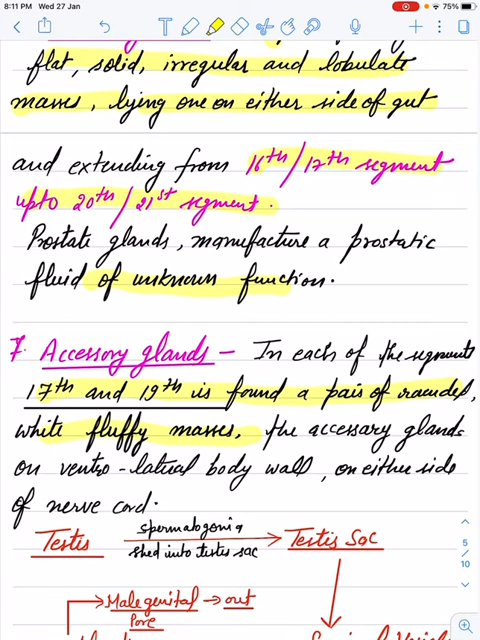 8:11 PM Wed 27 Jan
75%
flat, solid, irregular and lobulate
masses, lying one on either side of gut
and extending from 16th/17th segment
upto 20th/21st segment.
Prostate glands, manufacture a prostatic
fluid of unknown function.
7. Accessory glands - In each of the segments
17th and 19th is found a pair of rounded,
white fluffy masses, the accessory glands
on ventro-lateral body wall, on either side
of nerve cord.
Testis spermatogonia shed into testis sac Testis Sac
5
/
10
Male genital Pore → out